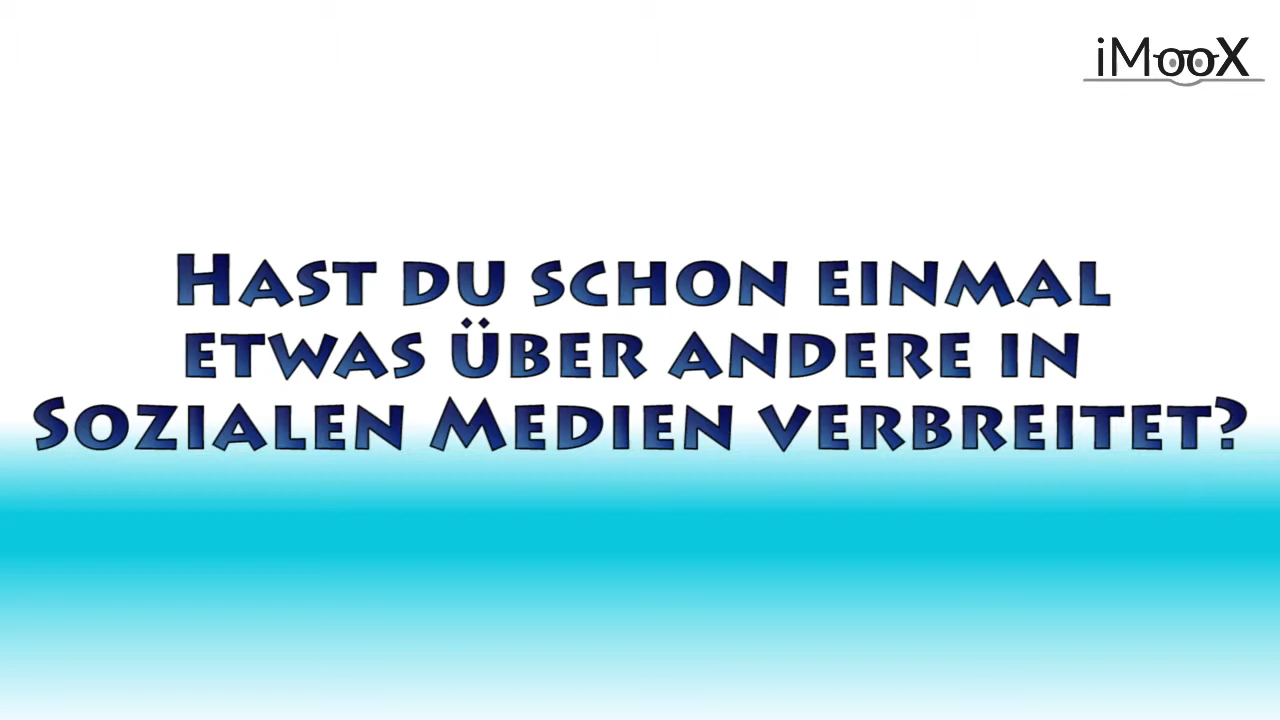 iMooX
Hast du schon einmal
etwas über andere in
Sozialen Medien verbreitet?